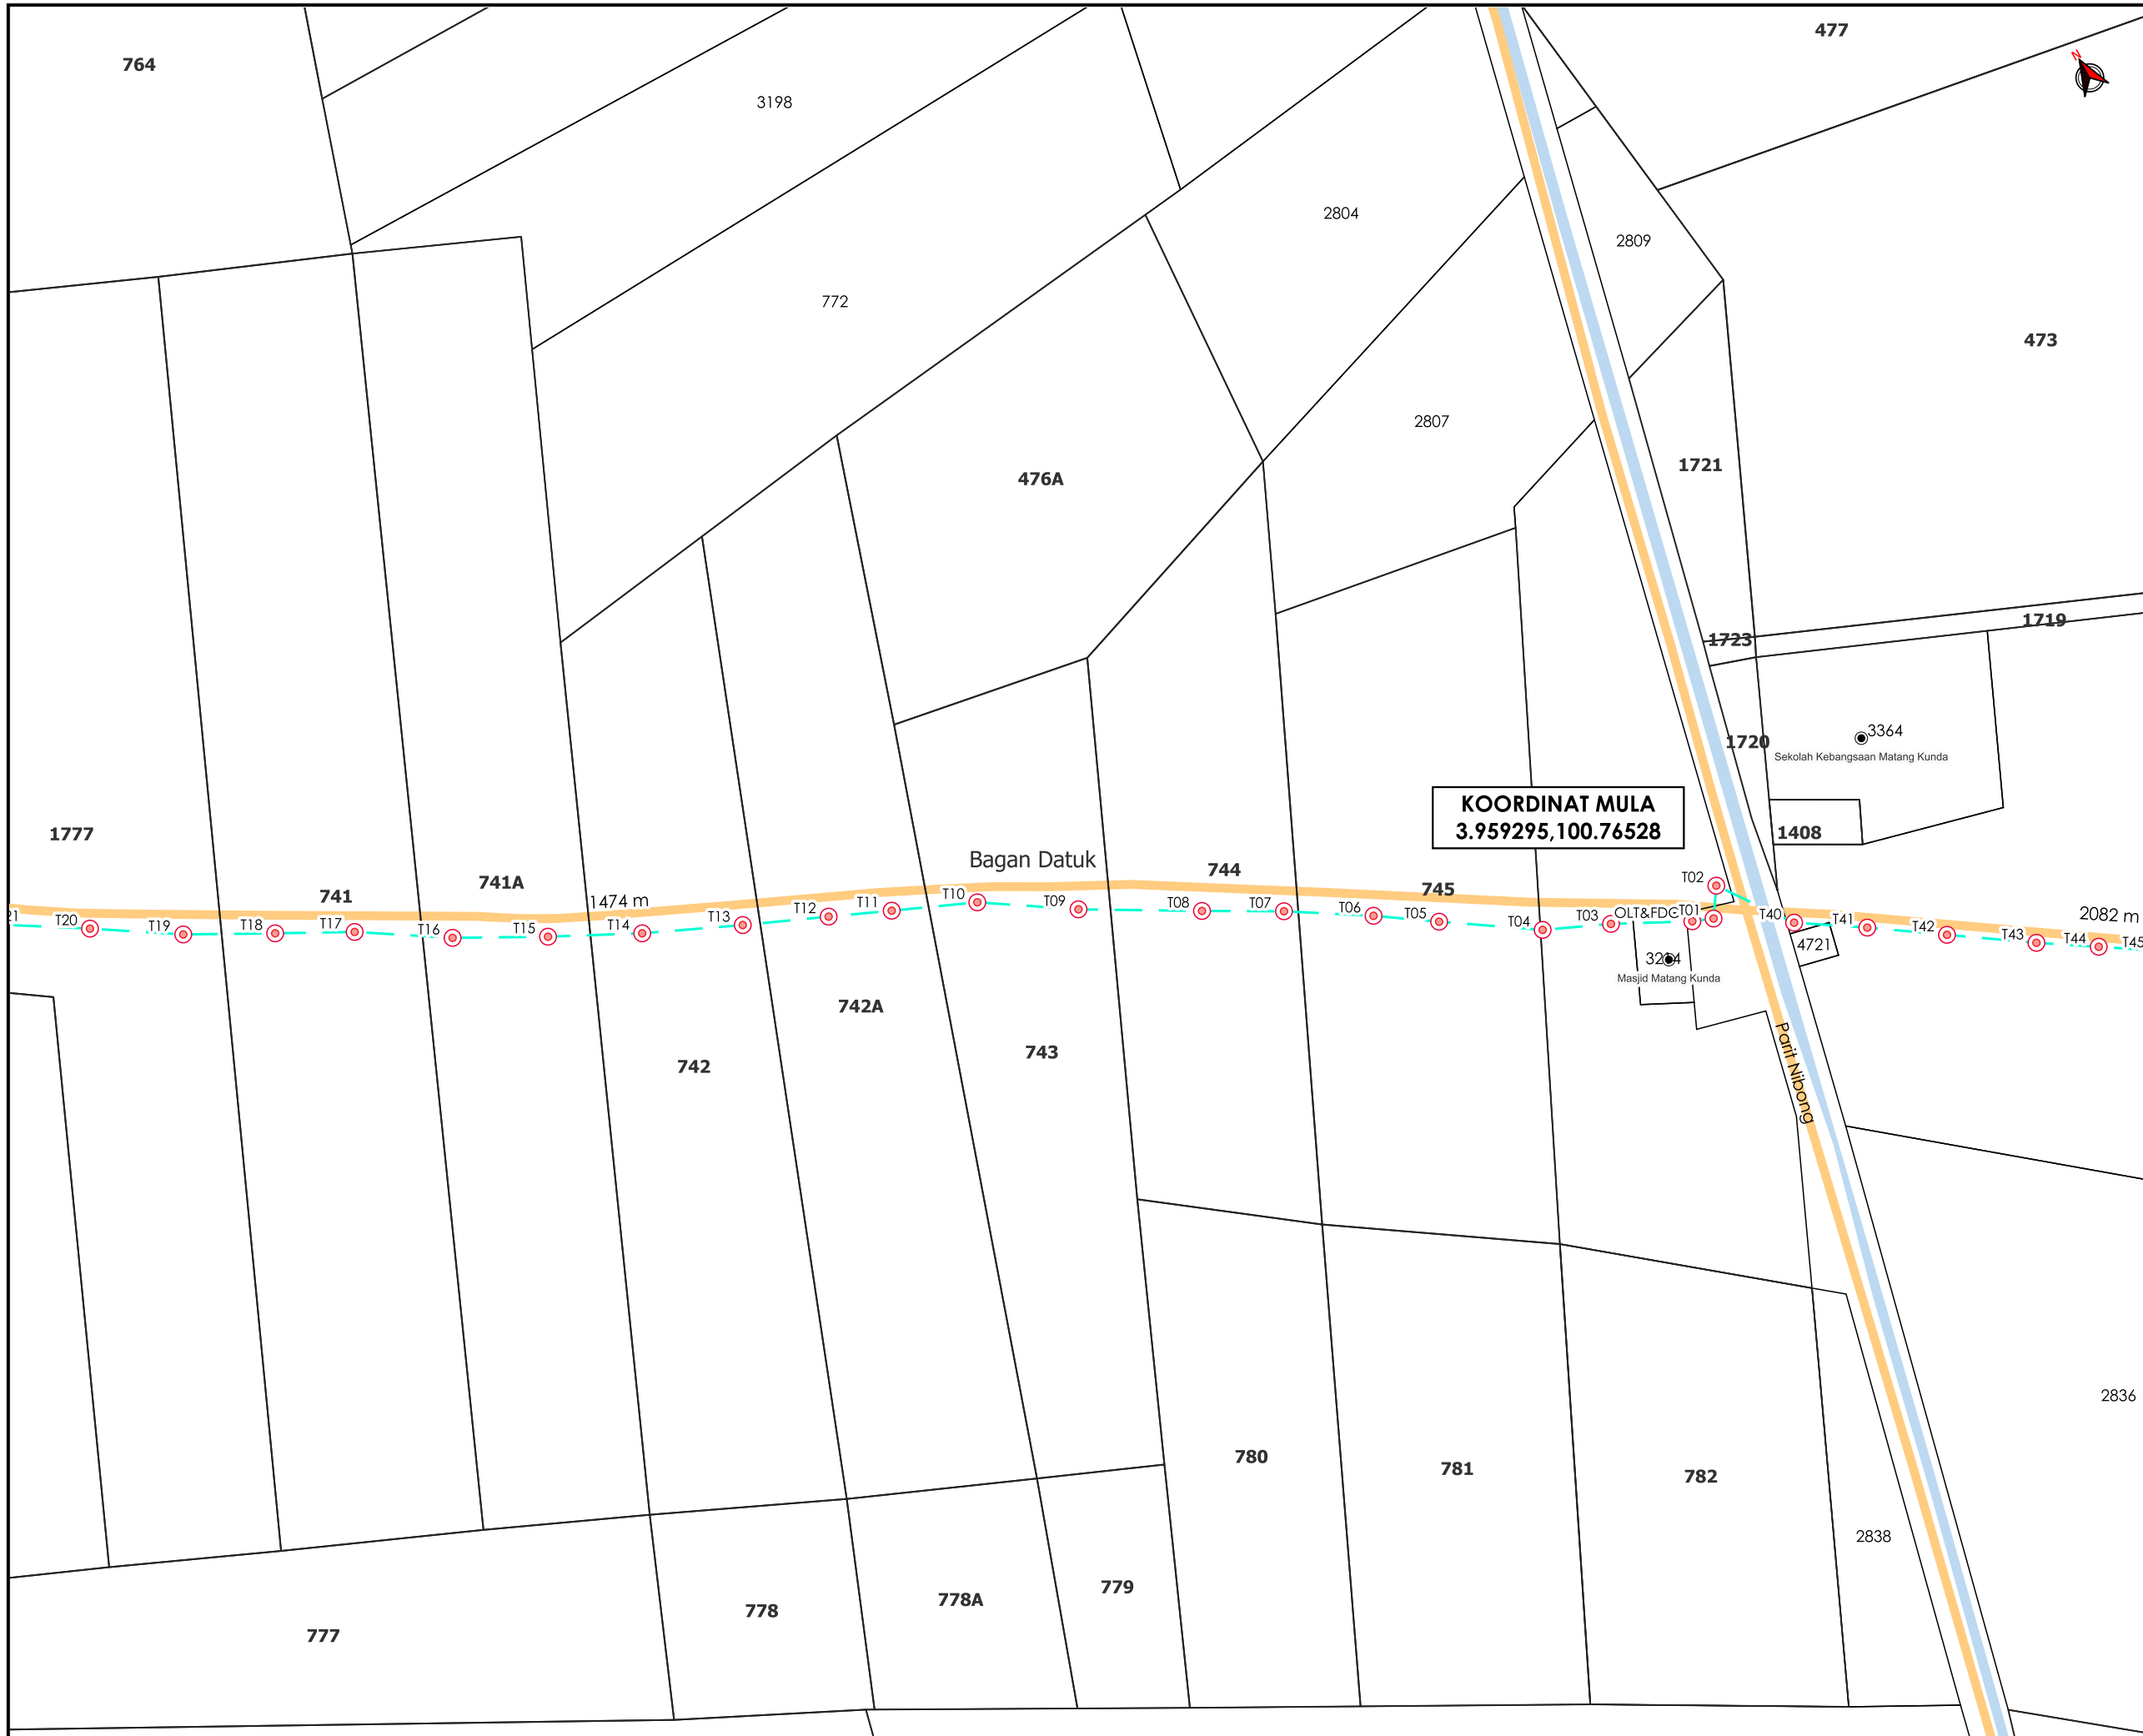 477
764
N
3198
2804
2809
772
473
2807
1721
476A
1719
1723
3364
1720
Sekolah Kebangsaan Matang Kunda
KOORDINAT MULA
3.959295,100.76528
1408
1777
Bagan Datuk
744
T02
741A
745
741
1474 m
T10
T09
T08
T07
T06
T05
T04
T03
OLT&FDC
T01
T40
T41
T42
T43
T44
T45
2082 m
21
T20
T19
T18
T17
T16
T15
T14
T13
T12
T11
4721
3214
Masjid Matang Kunda
742A
743
742
Parit Nibong
2836
780
781
782
2838
779
778A
778
777